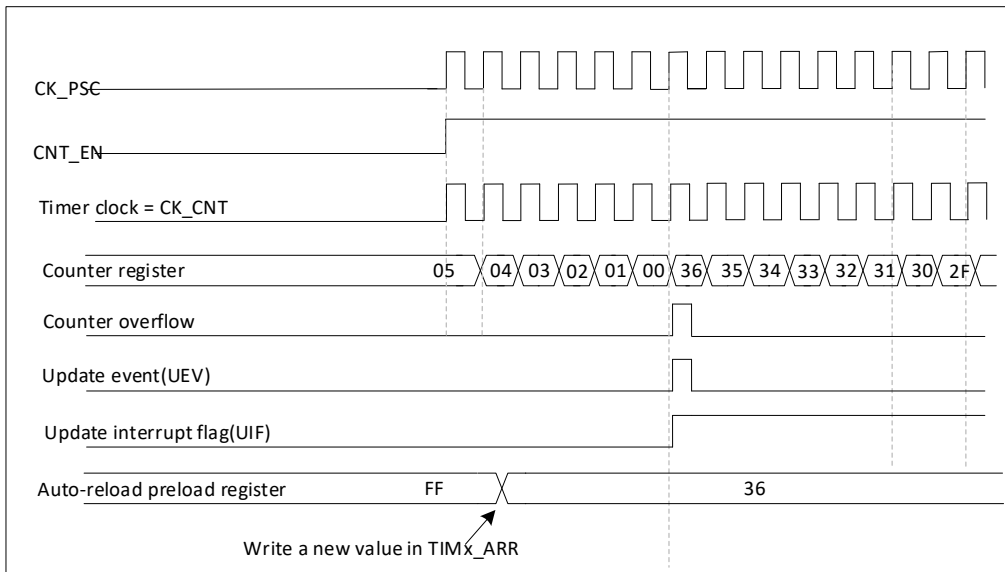 CK_PSC
CNT_EN
Timer clock = CK_CNT
Counter register 05 04 03 02 01 00 36 35 34 33 32 31 30 2F
Counter overflow
Update event(UEV)
Update interrupt flag(UIF)
Auto-reload preload register FF 36
Write a new value in TIMx_ARR